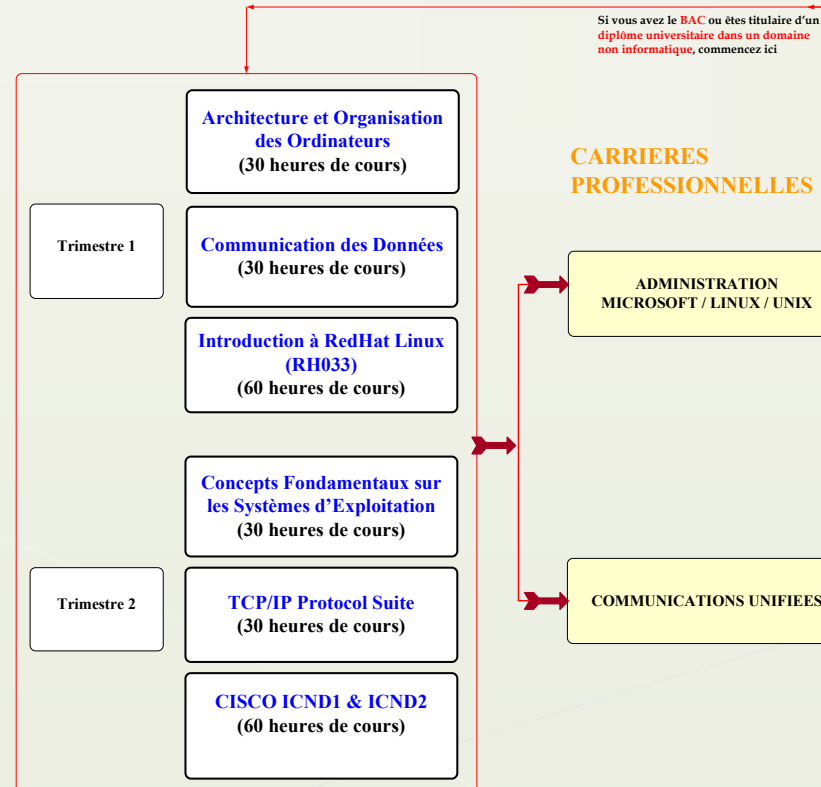 Si vous avez le BAC ou êtes titulaire d'un
diplôme universitaire dans un domaine
non informatique, commencez ici
Architecture et Organisation
des Ordinateurs
(30 heures de cours)
CARRIERES
PROFESSIONNELLES
Trimestre 1
Communication des Données
(30 heures de cours)
ADMINISTRATION
MICROSOFT / LINUX / UNIX
Introduction à RedHat Linux
(RH033)
(60 heures de cours)
Concepts Fondamentaux sur
les Systèmes d'Exploitation
(30 heures de cours)
Trimestre 2
TCP/IP Protocol Suite
(30 heures de cours)
COMMUNICATIONS UNIFIEES
CISCO ICND1 & ICND2
(60 heures de cours)